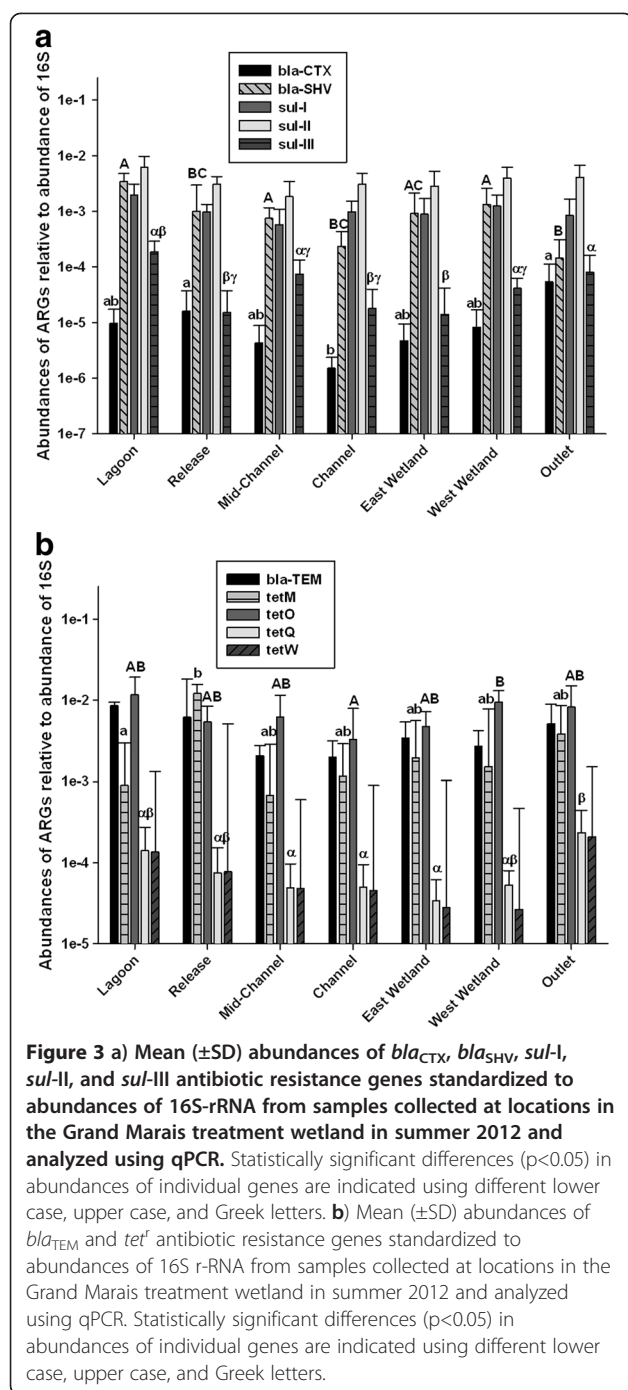 a
bla-CTX
bla-SHV
sul-I
sul-II
sul-III
Abundances of ARGs relative to abundance of 16S
1e-1
1e-2
1e-3
1e-4
1e-5
1e-6
1e-7
ab
A
αβ
a
BC
βγ
ab
A
αγ
b
BC
βγ
ab
AC
β
ab
A
αγ
a
B
α
Lagoon
Release
Mid-Channel
Channel
East Wetland
West Wetland
Outlet
b
bla-TEM
tetM
tetO
tetQ
tetW
Abundances of ARGs relative to abundance of 16S
1e-1
1e-2
1e-3
1e-4
1e-5
a
AB
αβ
b
AB
αβ
ab
AB
α
ab
A
α
ab
AB
α
ab
B
αβ
ab
AB
β
Lagoon
Release
Mid-Channel
Channel
East Wetland
West Wetland
Outlet
Figure 3 a) Mean (±SD) abundances of blaCTX, blaSHV, sul-I,
sul-II, and sul-III antibiotic resistance genes standardized to
abundances of 16S-rRNA from samples collected at locations in
the Grand Marais treatment wetland in summer 2012 and
analyzed using qPCR. Statistically significant differences (p<0.05) in
abundances of individual genes are indicated using different lower
case, upper case, and Greek letters. b) Mean (±SD) abundances of
blaTEM and tetr antibiotic resistance genes standardized to
abundances of 16S r-RNA from samples collected at locations in the
Grand Marais treatment wetland in summer 2012 and analyzed
using qPCR. Statistically significant differences (p<0.05) in
abundances of individual genes are indicated using different lower
case, upper case, and Greek letters.